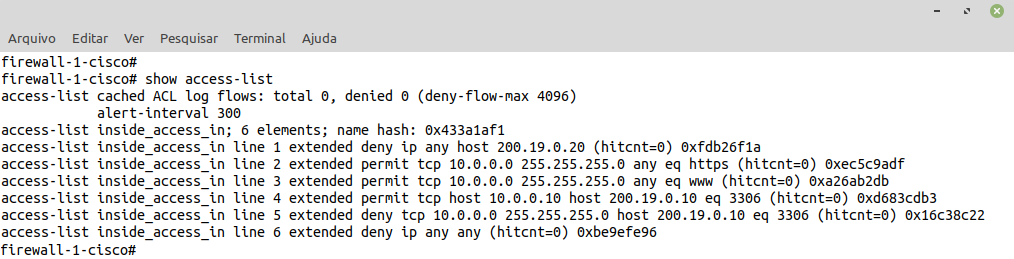 Arquivo Editar Ver Pesquisar Terminal Ajuda
firewall-1-cisco#
firewall-1-cisco# show access-list
access-list cached ACL log flows: total 0, denied 0 (deny-flow-max 4096)
            alert-interval 300
access-list inside_access_in; 6 elements; name hash: 0x433a1af1
access-list inside_access_in line 1 extended deny ip any host 200.19.0.20 (hitcnt=0) 0xfdb26f1a
access-list inside_access_in line 2 extended permit tcp 10.0.0.0 255.255.255.0 any eq https (hitcnt=0) 0xec5c9adf
access-list inside_access_in line 3 extended permit tcp 10.0.0.0 255.255.255.0 any eq www (hitcnt=0) 0xa26ab2db
access-list inside_access_in line 4 extended permit tcp host 10.0.0.10 host 200.19.0.10 eq 3306 (hitcnt=0) 0xd683cdb3
access-list inside_access_in line 5 extended deny tcp 10.0.0.0 255.255.255.0 host 200.19.0.10 eq 3306 (hitcnt=0) 0x16c38c22
access-list inside_access_in line 6 extended deny ip any any (hitcnt=0) 0xbe9efe96
firewall-1-cisco#